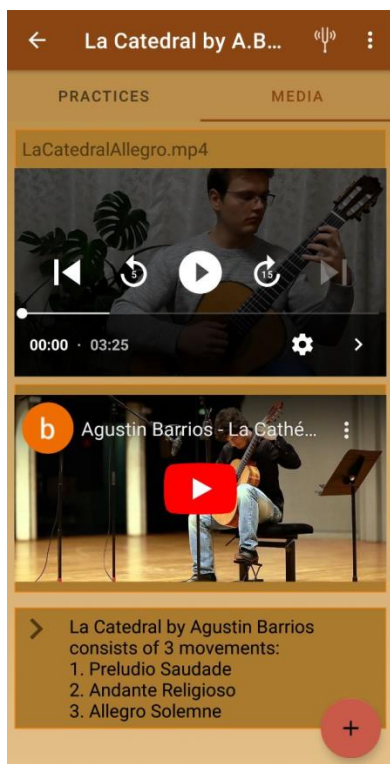 La Catedral by A.B...
PRACTICES MEDIA
LaCatedralAllegro.mp4
5 15
00:00 · 03:25
b Agustin Barrios - La Cathé...
La Catedral by Agustin Barrios
consists of 3 movements:
1. Preludio Saudade
2. Andante Religioso
3. Allegro Solemne